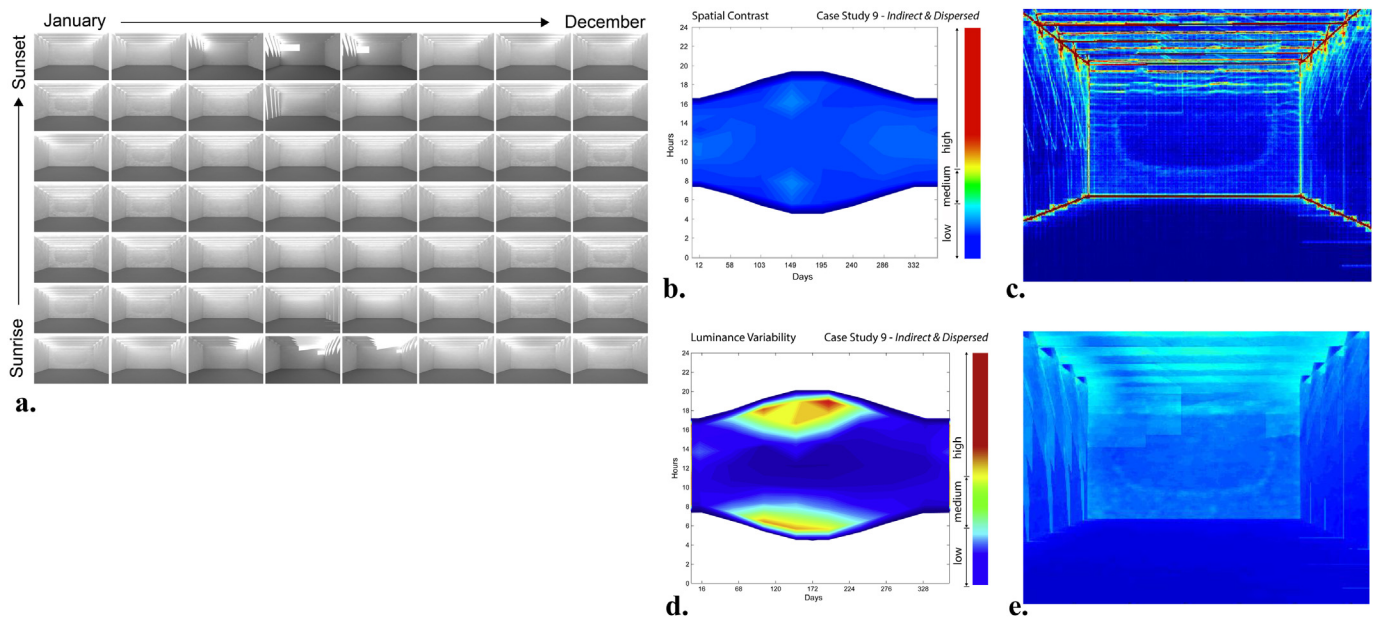 January December
Sunset
Sunrise
a.
Spatial Contrast Case Study 9 - Indirect & Dispersed
24
22
20
18
16
14
12
10
8
6
4
2
0
Hours
12 58 103 149 195 240 286 332
Days
high
medium
low
b.
c.
Luminance Variability Case Study 9 - Indirect & Dispersed
24
22
20
18
16
14
12
10
8
6
4
2
0
Hours
16 68 120 172 224 276 328
Days
high
medium
low
d.
e.